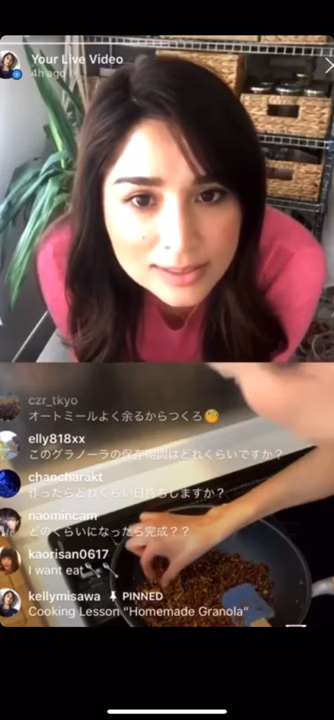 Your Live Video
4h ago
czr_tkyo
オートミールよく余るからつくろ🧐
elly818xx
このグラノーラの保存期間はどれくらいですか？
chancharakt
作ったらどれくらい日持ちしますか？
naomincam
どのくらいになったら完成？？
kaorisan0617
I want eat🥄🥄
kellymisawa 📌 PINNED
Cooking Lesson “Homemade Granola”